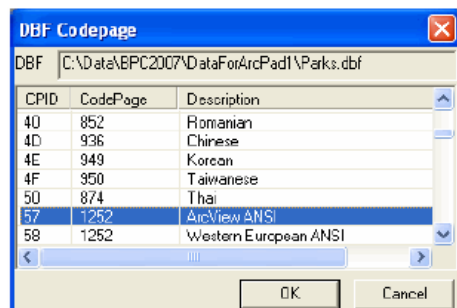 DBF Codepage
DBF C:\Data\BPC2007\DataForArcPad1\Parks.dbf
CPID CodePage Description
40 852 Romanian
4D 936 Chinese
4E 949 Korean
4F 950 Taiwanese
50 874 Thai
57 1252 ArcView ANSI
58 1252 Western European ANSI
OK Cancel